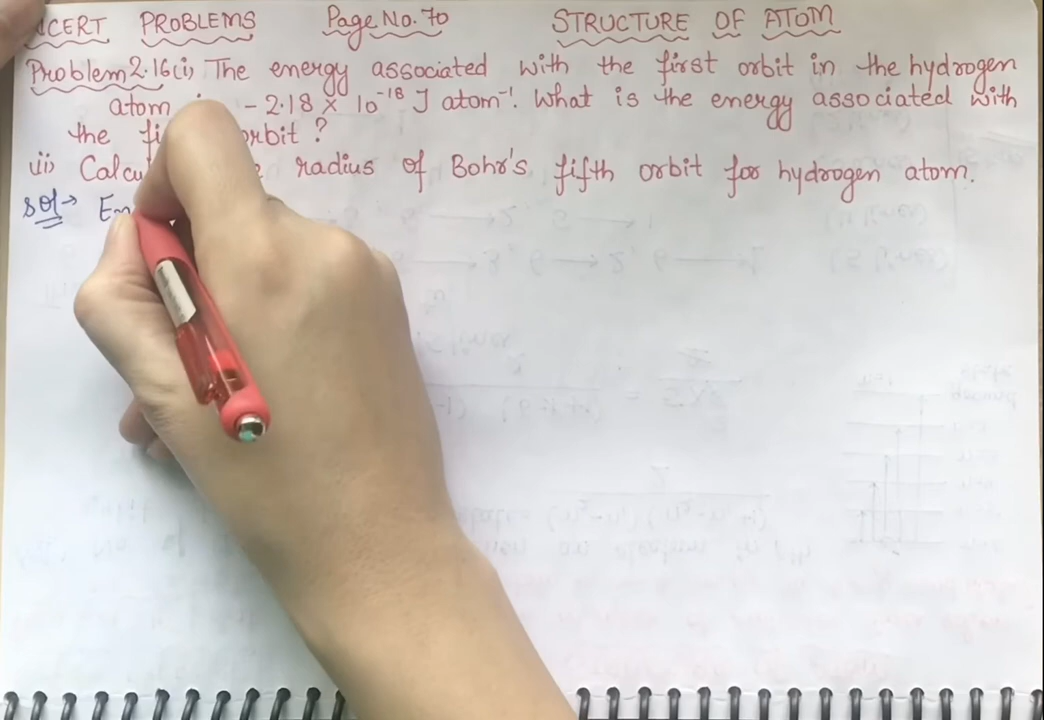 NCERT PROBLEMS Page No. 70 STRUCTURE OF ATOM
Problem 2.16(i) The energy associated with the first orbit in the hydrogen
atom -2.18 × 10⁻¹⁸ J atom⁻¹. What is the energy associated with
the orbit ?
ii) radius of Bohr's fifth orbit for hydrogen atom.
Sol→ En